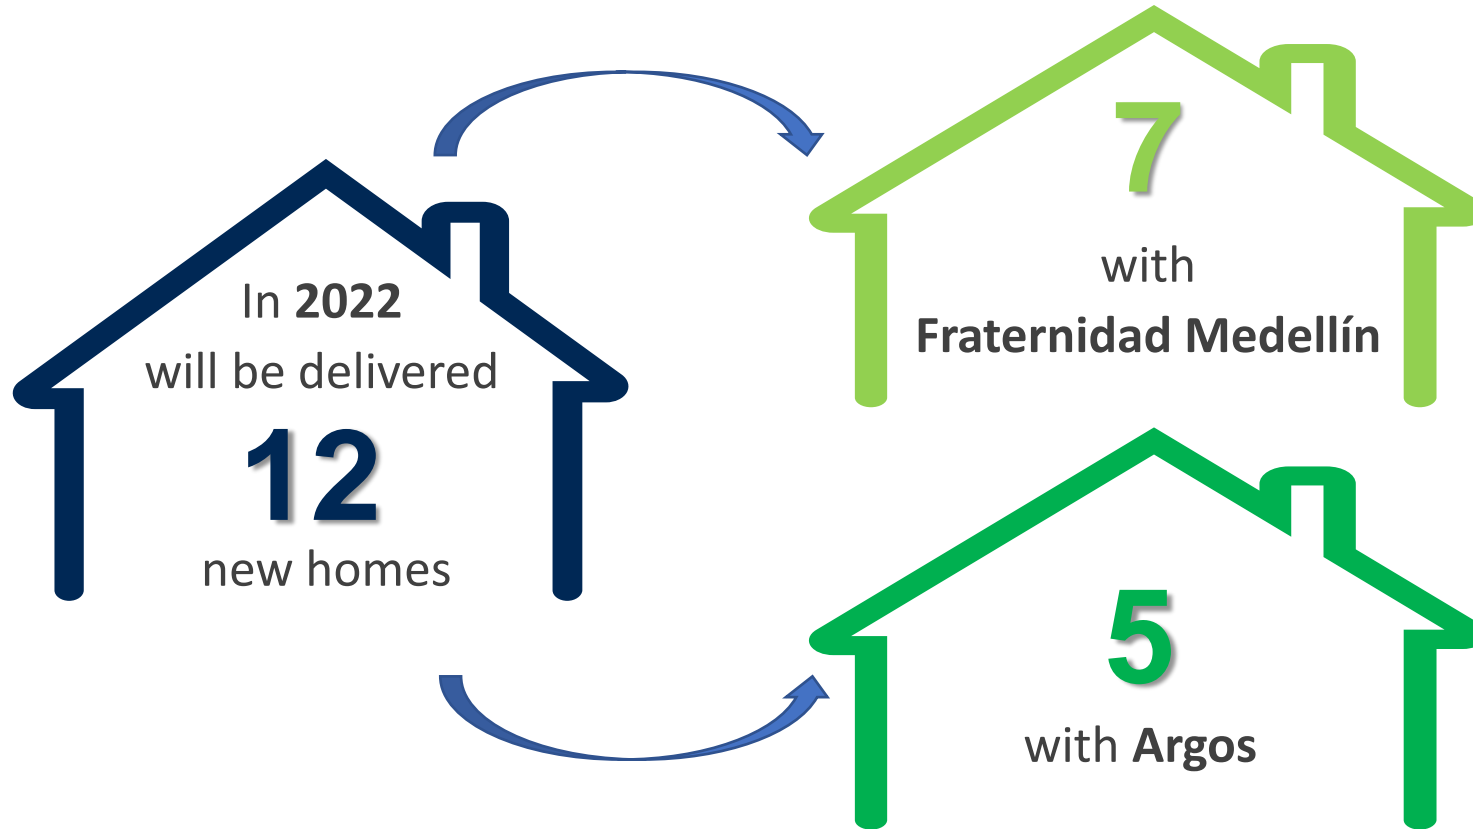 In 2022
will be delivered
12
new homes
7
with
Fraternidad Medellín
5
with Argos